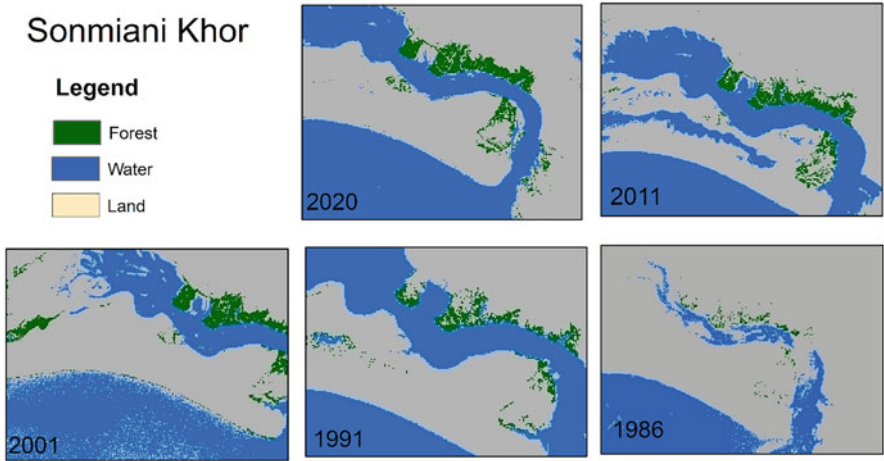 Sonmiani Khor
Legend
Forest
Water
Land
2020
2011
2001
1991
1986